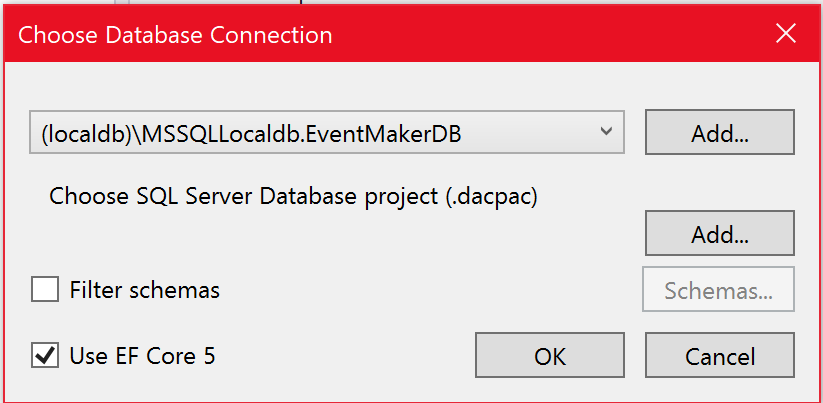 Choose Database Connection
(localdb)\MSSQLLocaldb.EventMakerDB
Add...
Choose SQL Server Database project (.dacpac)
Add...
Filter schemas
Schemas...
Use EF Core 5
OK
Cancel